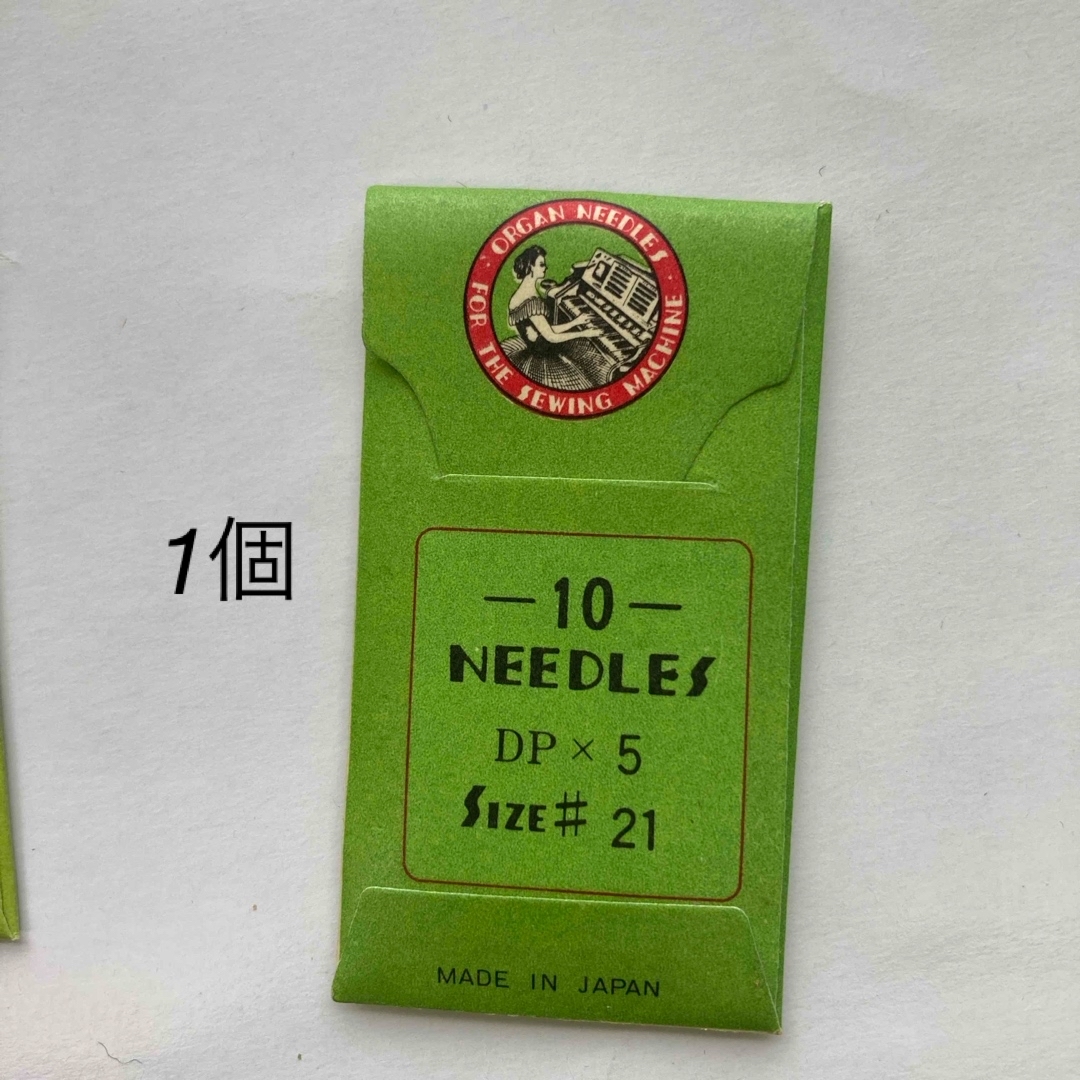 ORGAN NEEDLES
FOR THE SEWING MACHINE
1個
— 10 —
NEEDLES
DP × 5
SIZE # 21
MADE IN JAPAN